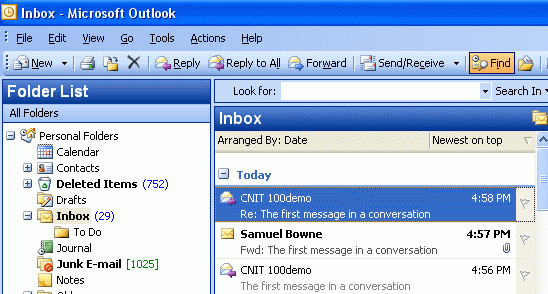 Inbox - Microsoft Outlook
File Edit View Go Tools Actions Help
New Reply Reply to All Forward Send/Receive Find
Folder List
Look for: Search In
All Folders
Inbox
Personal Folders
Arranged By: Date Newest on top
Calendar
Contacts
Today
Deleted Items (752)
Drafts
CNIT 100demo 4:58 PM
Inbox (29)
Re: The first message in a conversation
To Do
Samuel Bowne 4:57 PM
Journal
Fwd: The first message in a conversation
Junk E-mail [1025]
CNIT 100demo 4:56 PM
Notes
The first message in a conversation